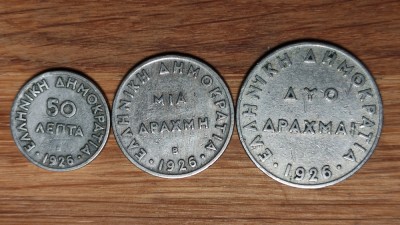 ΕΛΛΗΝΙΚΗ ΔΗΜΟΚΡΑΤΙΑ
50
ΛΕΠΤΑ
· 1926 ·
ΕΛΛΗΝΙΚΗ ΔΗΜΟΚΡΑΤΙΑ
ΜΙΑ
ΔΡΑΧΜΗ
Β
· 1926 ·
ΕΛΛΗΝΙΚΗ ΔΗΜΟΚΡΑΤΙΑ
ΔΥΟ
ΔΡΑΧΜΑΙ
· 1926 ·